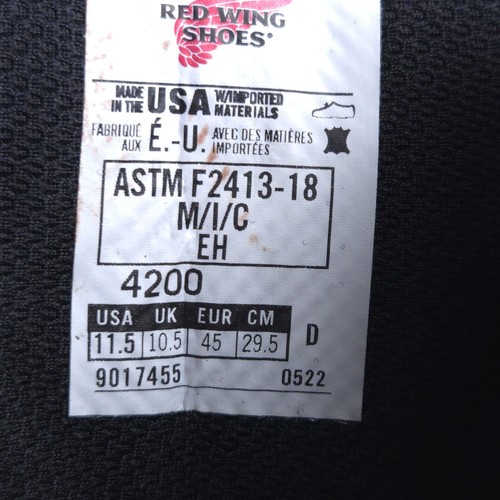 RED WING
SHOES
MADE IN THE USA W/IMPORTED MATERIALS
FABRIQUÉ AUX É.-U. AVEC DES MATIÈRES IMPORTÉES
ASTM F2413-18
M/I/C
EH
4200
USA UK EUR CM
11.5 10.5 45 29.5 D
9017455 0522